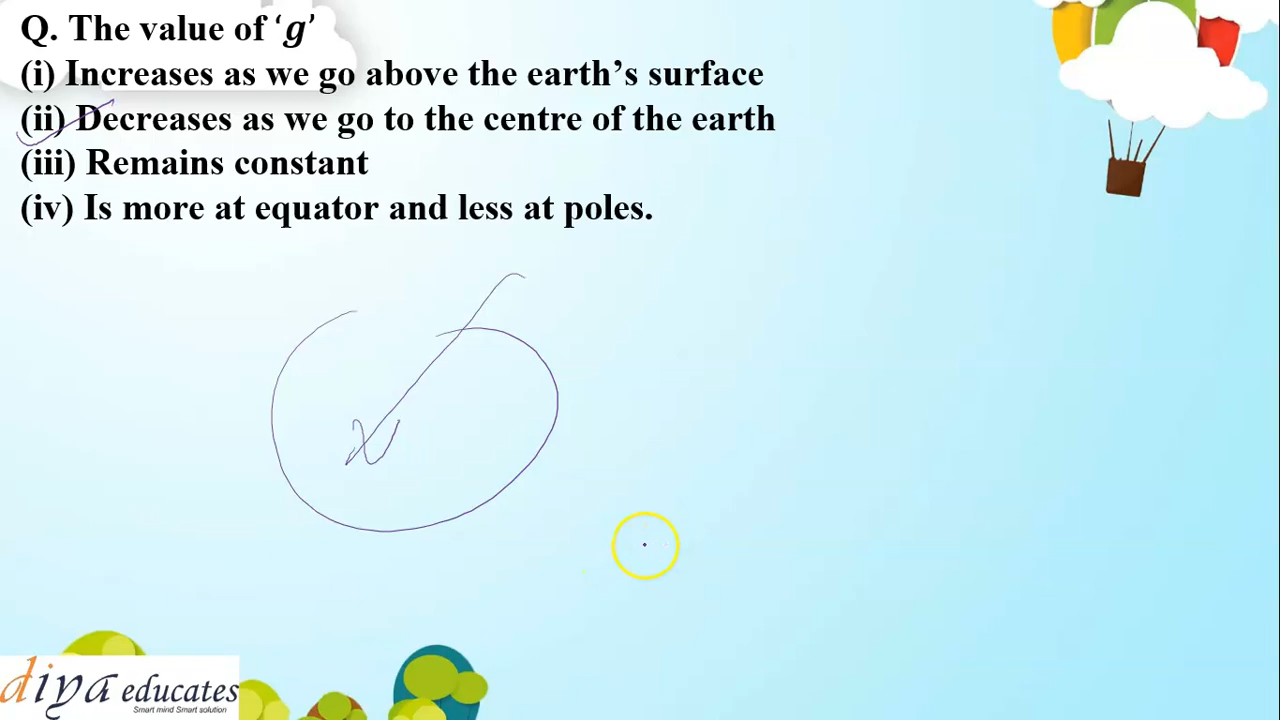 Q. The value of ‘g’
(i) Increases as we go above the earth’s surface
(ii) Decreases as we go to the centre of the earth
(iii) Remains constant
(iv) Is more at equator and less at poles.
diya educates
Smart mind Smart solution